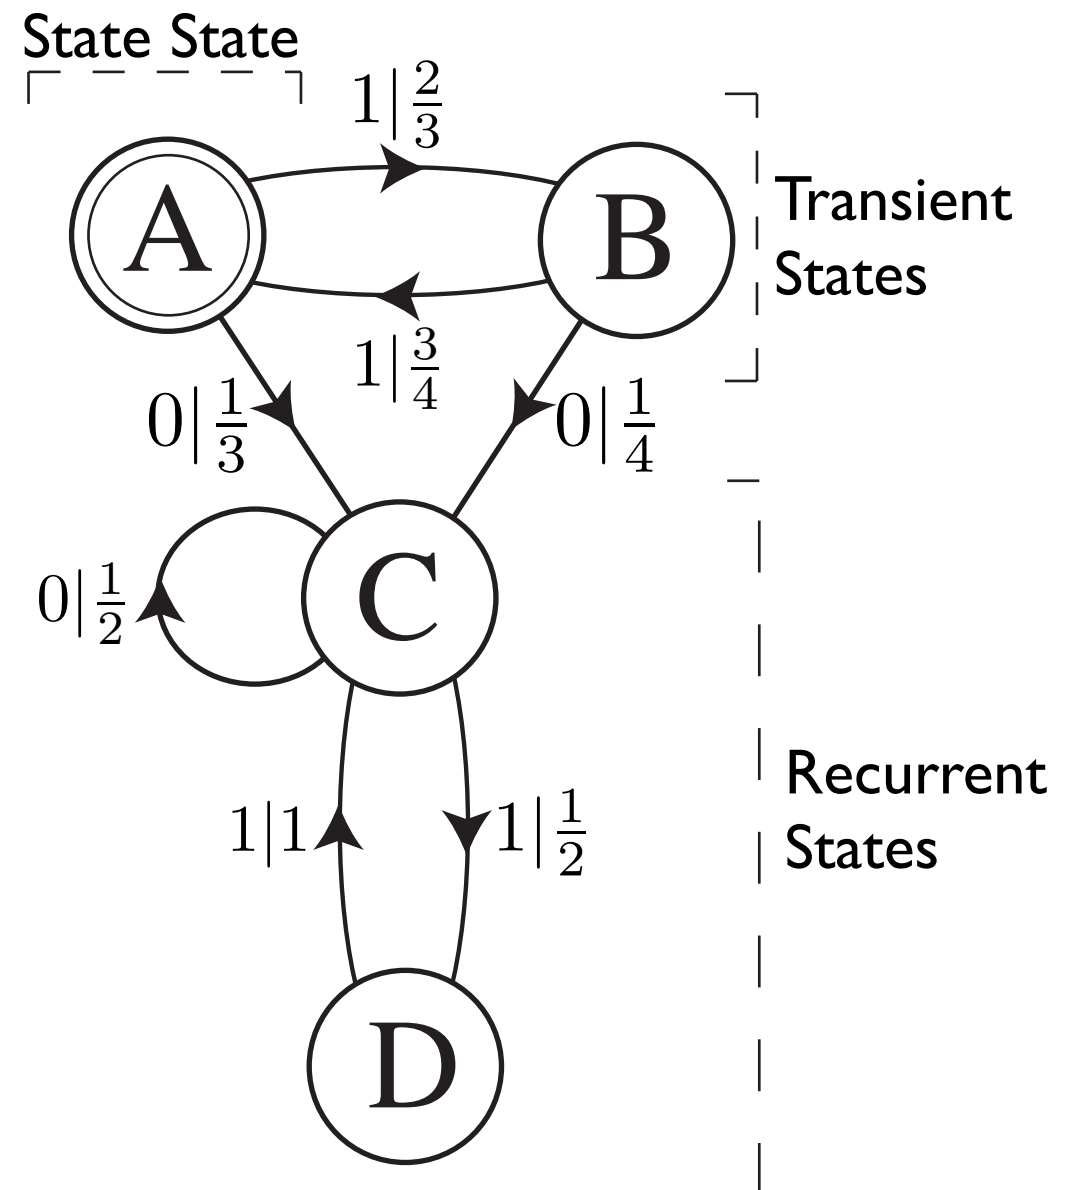 State State
1|2/3
A
B
Transient
States
1|3/4
0|1/3
0|1/4
C
0|1/2
1|1
1|1/2
Recurrent
States
D